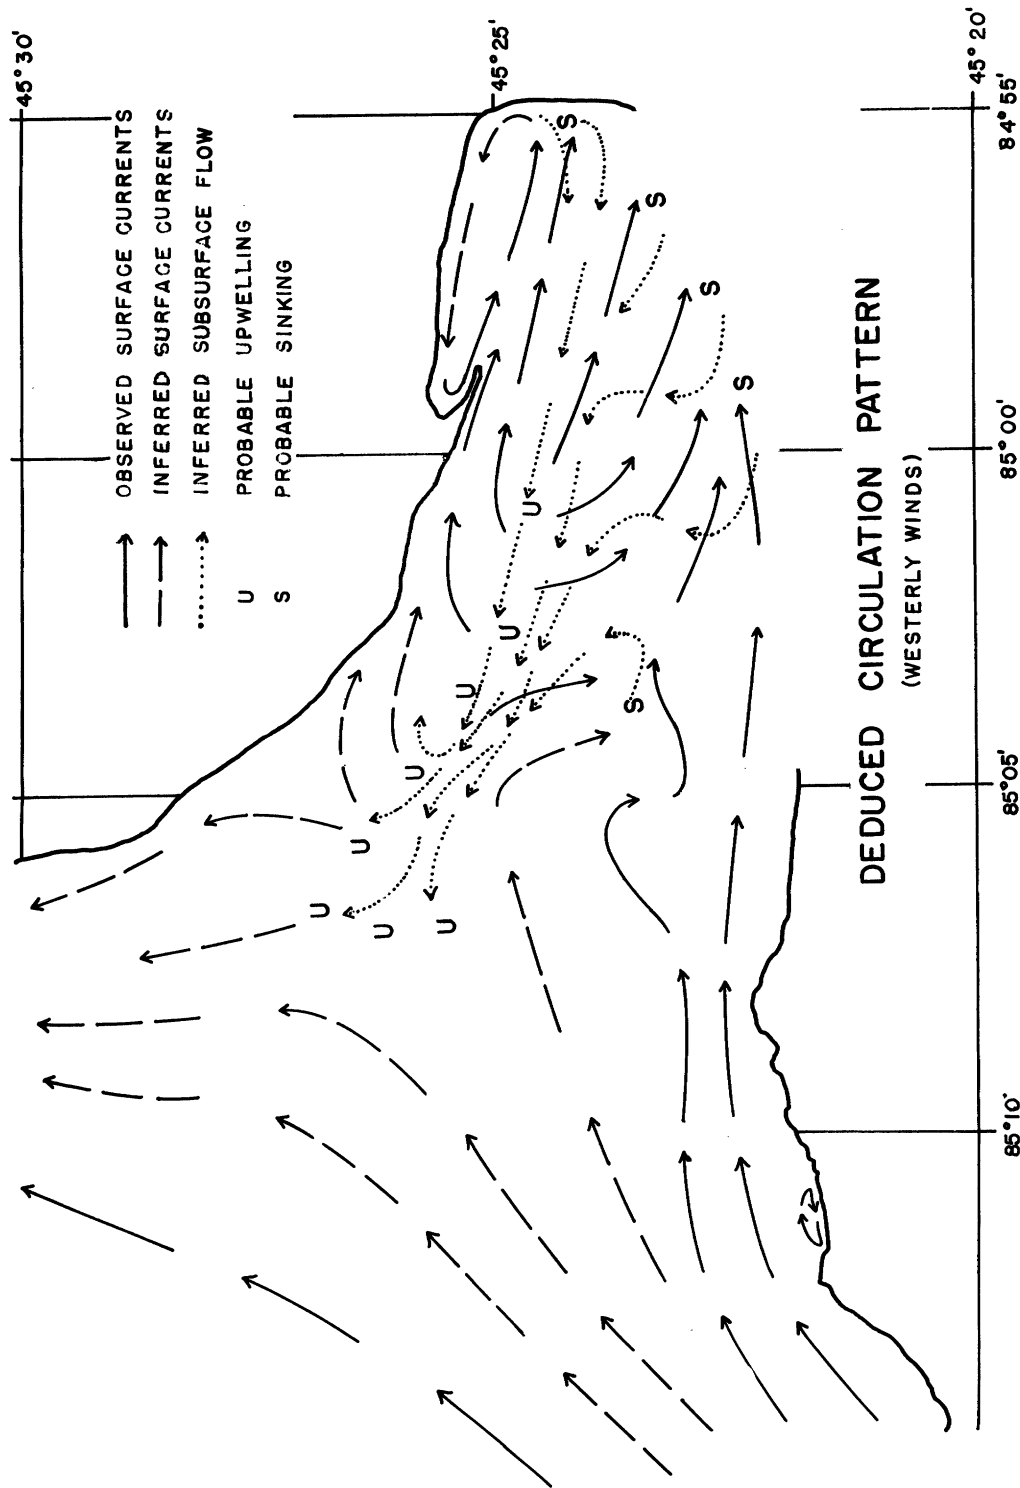 45°30'
45°25'
45°20'
OBSERVED SURFACE CURRENTS
INFERRED SURFACE CURRENTS
INFERRED SUBSURFACE FLOW
U PROBABLE UPWELLING
S PROBABLE SINKING
S
S
S
S
S
U
U
U
U
U
U
U
U
DEDUCED CIRCULATION PATTERN
(WESTERLY WINDS)
85°10'
85°05'
85°00'
84°55'